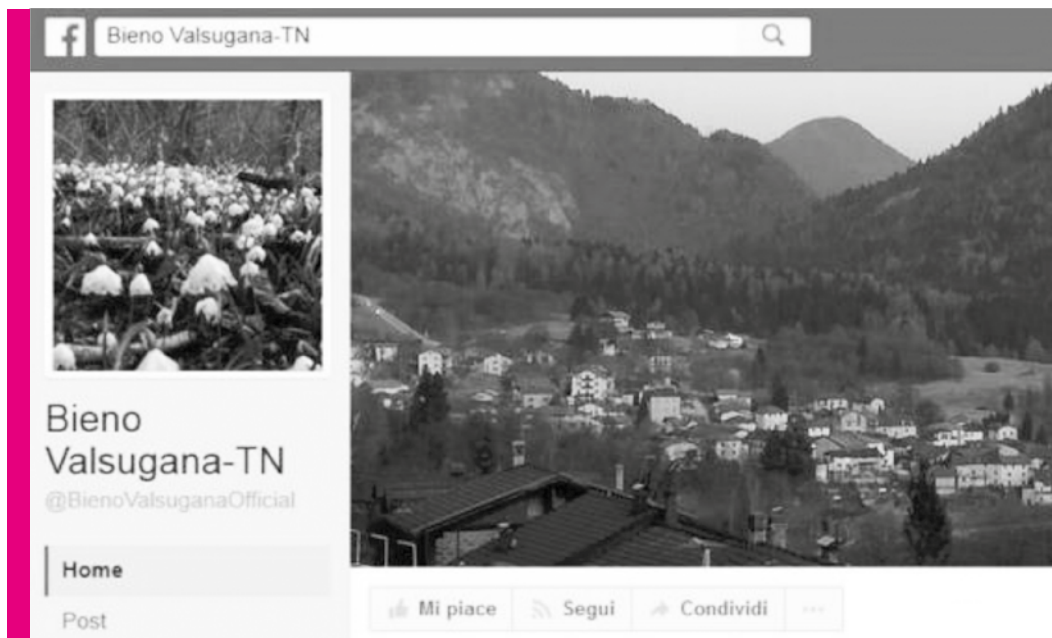 Bieno Valsugana-TN
Bieno
Valsugana-TN
@BienoValsuganaOfficial
Home
Post
Mi piace Segui Condividi ...